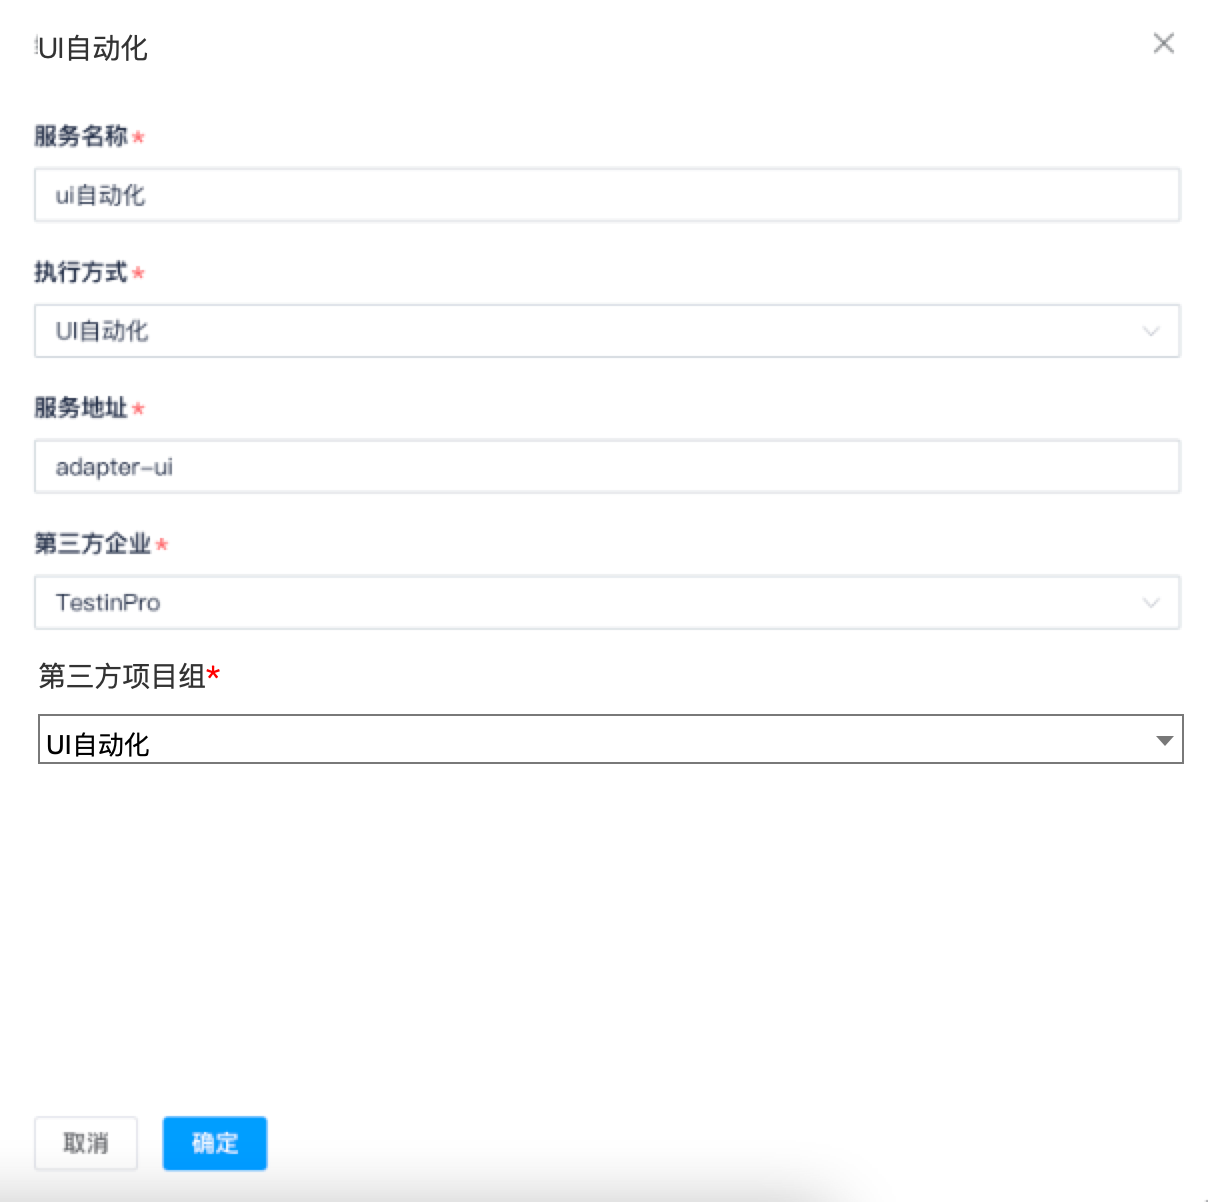 UI自动化
服务名称*
ui自动化
执行方式*
UI自动化
服务地址*
adapter-ui
第三方企业*
TestinPro
第三方项目组*
UI自动化
取消
确定